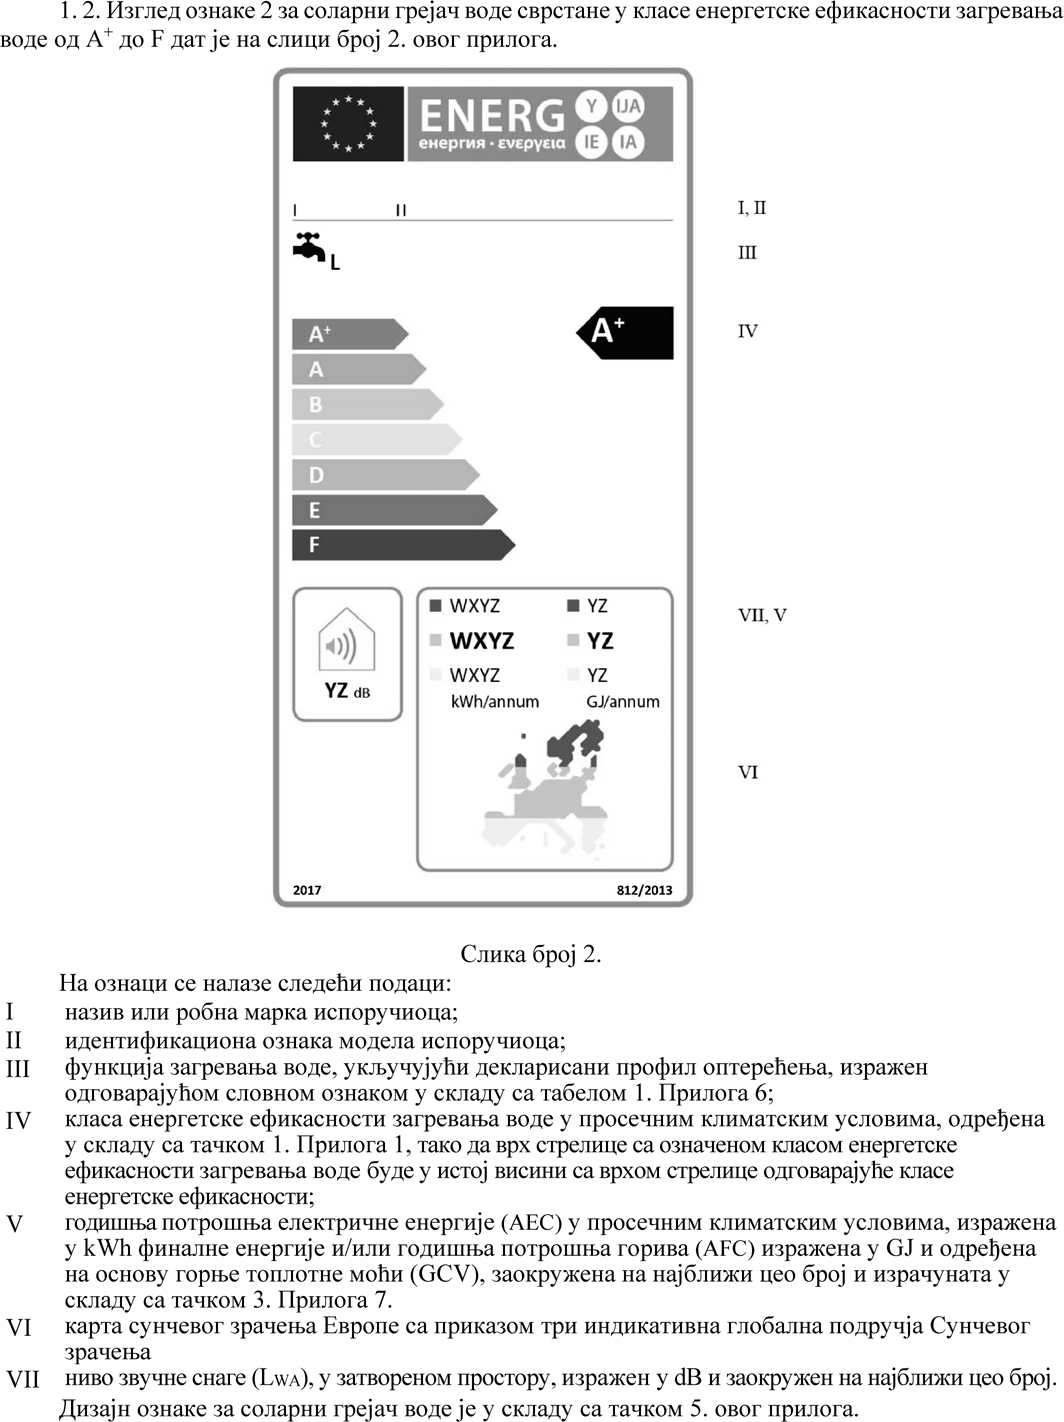 1. 2. Изглед ознаке 2 за соларни грејач воде сврстане у класе енергетске ефикасности загревања
воде од А⁺ до F дат је на слици број 2. овог прилога.
ENERG
енергия · ενεργεια
Y
IJA
IE
IA
I
II
I, II
L
III
A⁺
A⁺
IV
A
B
C
D
E
F
WXYZ
YZ
VII, V
WXYZ
YZ
WXYZ
YZ
YZ dB
kWh/annum
GJ/annum
VI
2017
812/2013
Слика број 2.
На ознаци се налазе следећи подаци:
I назив или робна марка испоручиоца;
II идентификациона ознака модела испоручиоца;
III функција загревања воде, укључујући декларисани профил оптерећења, изражен
одговарајућом словном ознаком у складу са табелом 1. Прилога 6;
IV класа енергетске ефикасности загревања воде у просечним климатским условима, одређена
у складу са тачком 1. Прилога 1, тако да врх стрелице са означеном класом енергетске
ефикасности загревања воде буде у истој висини са врхом стрелице одговарајуће класе
енергетске ефикасности;
V годишња потрошња електричне енергије (AEC) у просечним климатским условима, изражена
у kWh финалне енергије и/или годишња потрошња горива (AFC) изражена у GJ и одређена
на основу горње топлотне моћи (GCV), заокружена на најближи цео број и израчуната у
складу са тачком 3. Прилога 7.
VI карта сунчевог зрачења Европе са приказом три индикативна глобална подручја Сунчевог
зрачења
VII ниво звучне снаге (LWA), у затвореном простору, изражен у dB и заокружен на најближи цео број.
Дизајн ознаке за соларни грејач воде је у складу са тачком 5. овог прилога.